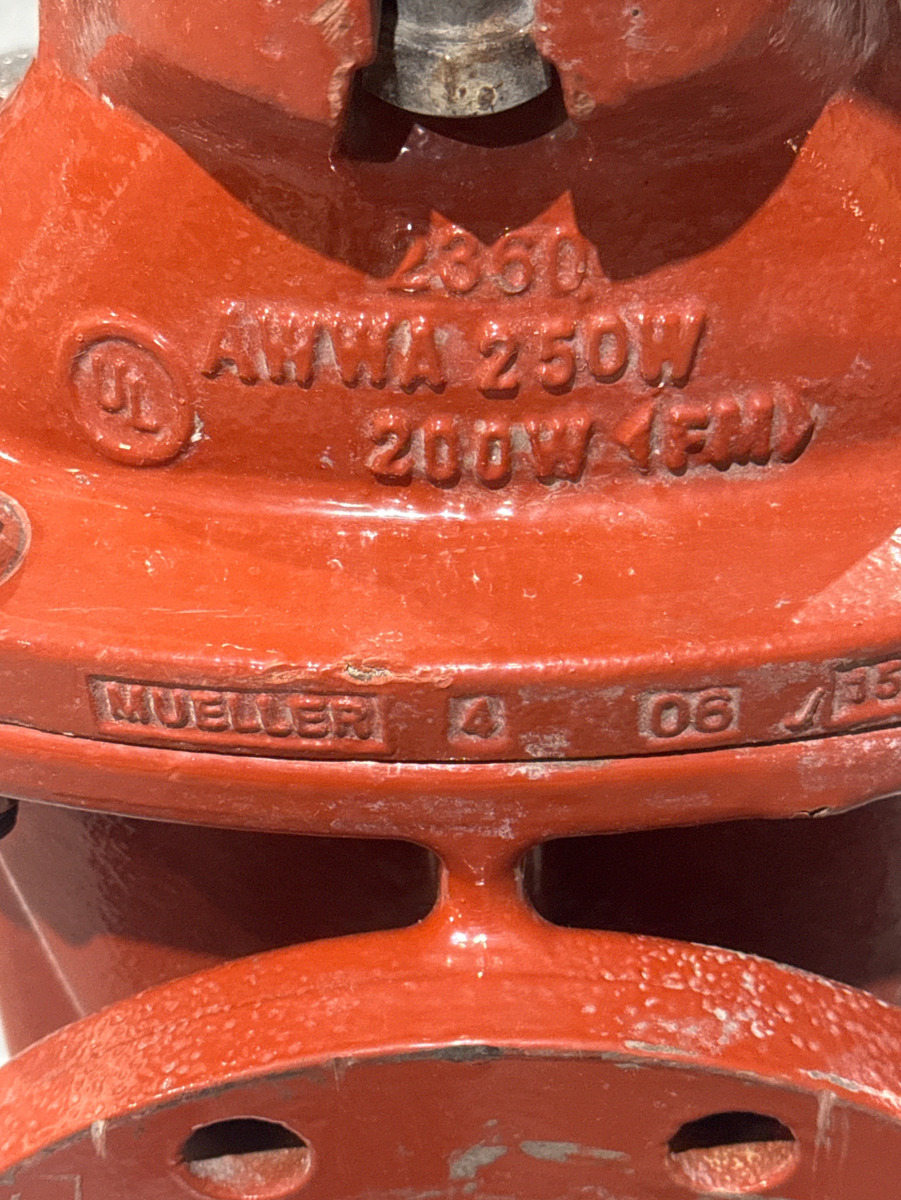 2360
AWWA 250W
UL
200W <FM>
MUELLER 4 06